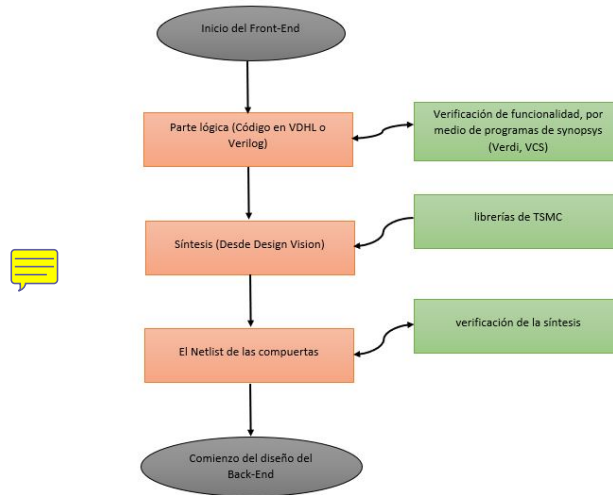 Inicio del Front-End
Parte lógica (Código en VDHL o
Verilog)
Verificación de funcionalidad, por
medio de programas de synopsys
(Verdi, VCS)
Síntesis (Desde Design Vision)
librerías de TSMC
El Netlist de las compuertas
verificación de la síntesis
Comienzo del diseño del
Back-End